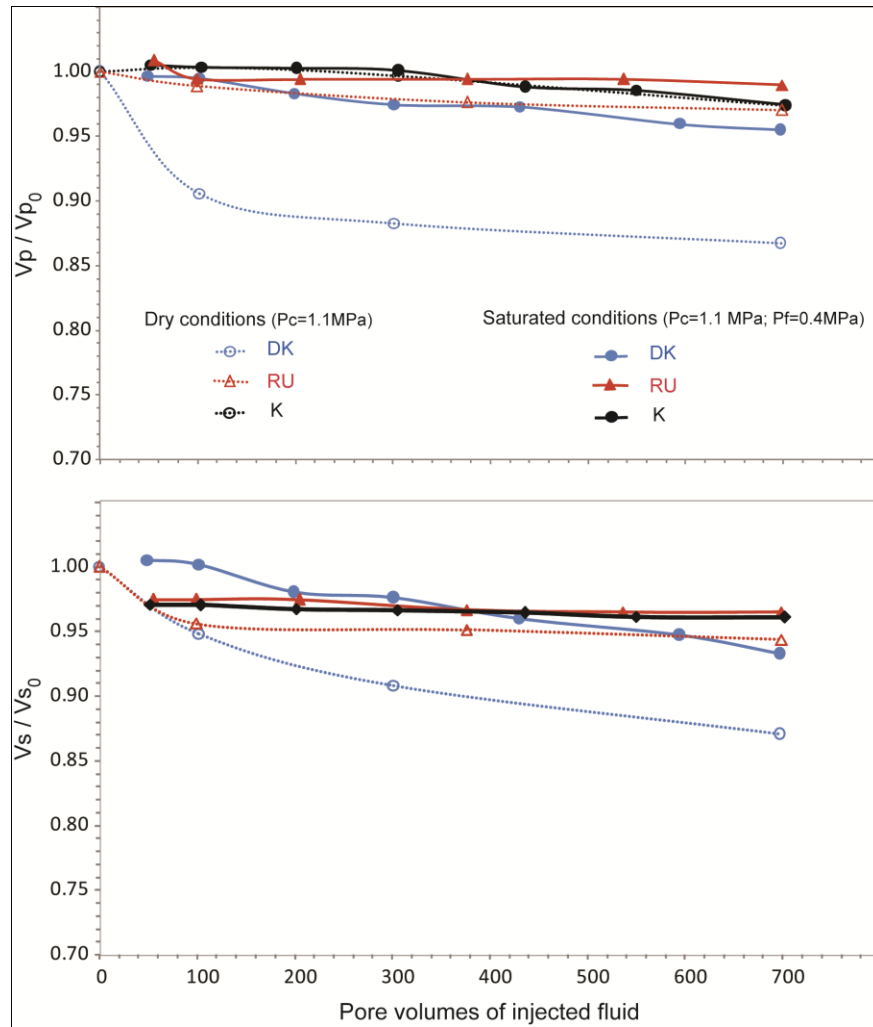 1.00
0.95
0.90
0.85
0.80
0.75
0.70
Vp / Vp0
Dry conditions (Pc=1.1MPa)
DK
RU
K
Saturated conditions (Pc=1.1 MPa; Pf=0.4MPa)
DK
RU
K
1.00
0.95
0.90
0.85
0.80
0.75
0.70
Vs / Vs0
0 100 200 300 400 500 600 700
Pore volumes of injected fluid